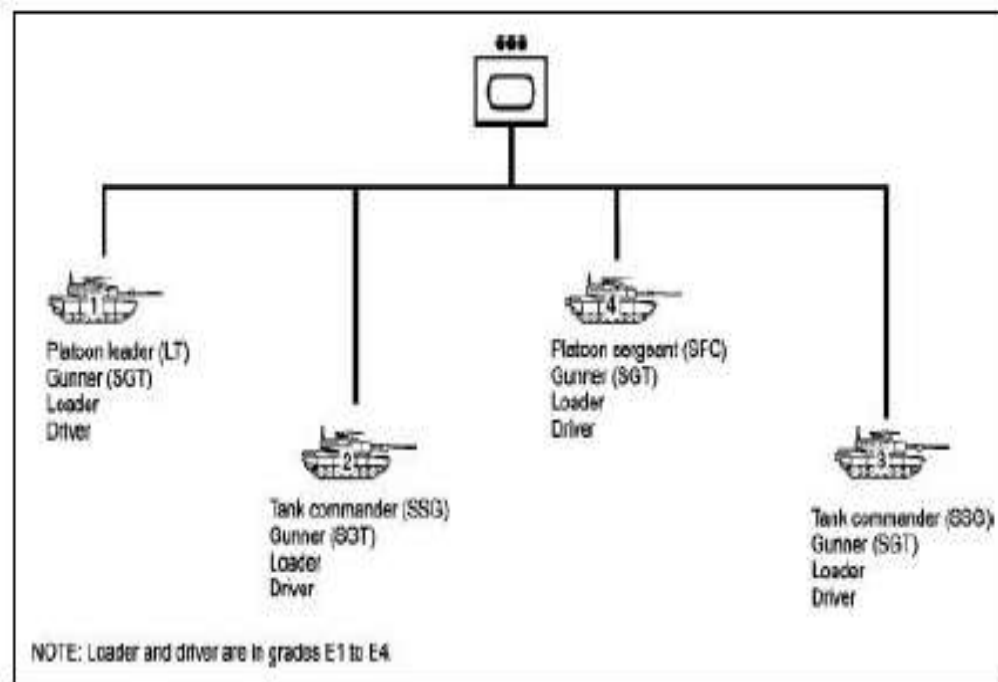 1
Platoon leader (LT)
Gunner (SGT)
Loader
Driver
2
Tank commander (SSG)
Gunner (SGT)
Loader
Driver
4
Platoon sergeant (SFC)
Gunner (SGT)
Loader
Driver
3
Tank commander (SSG)
Gunner (SGT)
Loader
Driver
NOTE: Loader and driver are in grades E1 to E4